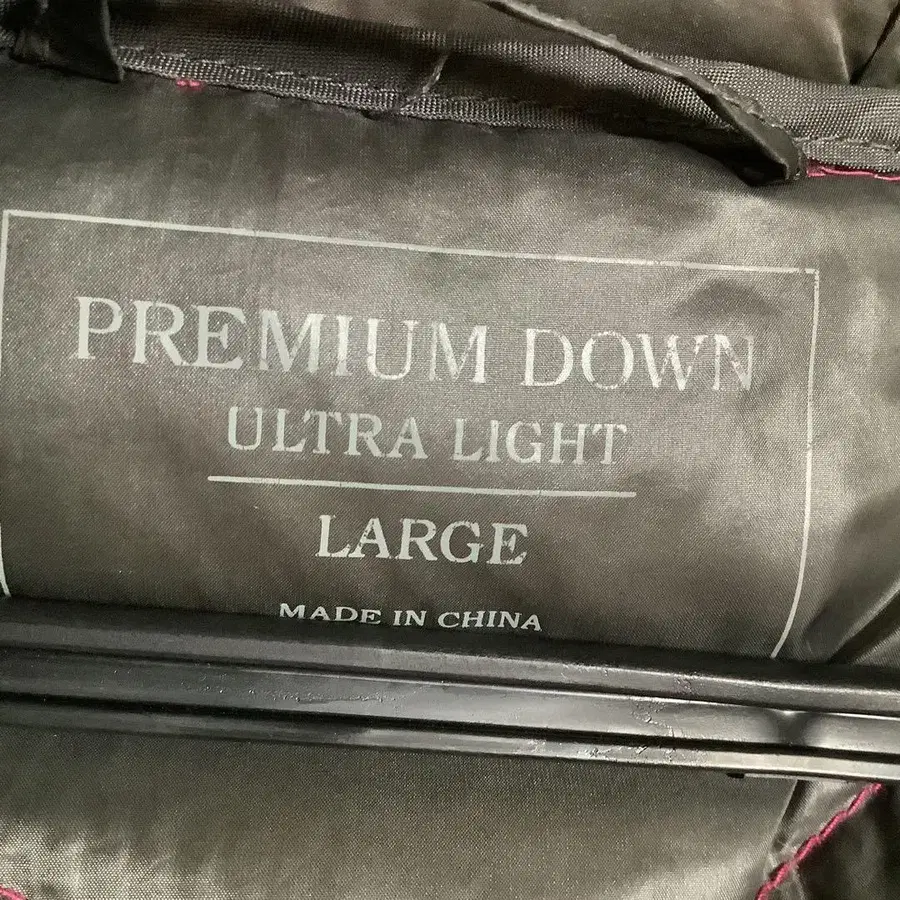 PREMIUM DOWN
ULTRA LIGHT
LARGE
MADE IN CHINA